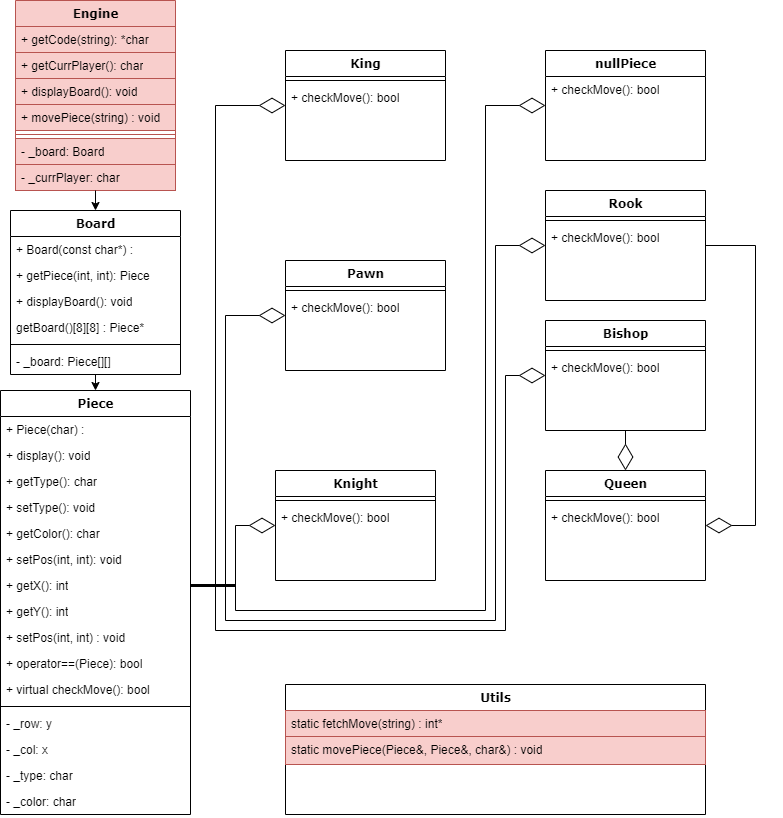 Engine
+ getCode(string): *char
+ getCurrPlayer(): char
+ displayBoard(): void
+ movePiece(string) : void
- _board: Board
- _currPlayer: char
Board
+ Board(const char*) :
+ getPiece(int, int): Piece
+ displayBoard(): void
getBoard()[8][8] : Piece*
- _board: Piece[][]
Piece
+ Piece(char) :
+ display(): void
+ getType(): char
+ setType(): void
+ getColor(): char
+ setPos(int, int): void
+ getX(): int
+ getY(): int
+ setPos(int, int) : void
+ operator==(Piece): bool
+ virtual checkMove(): bool
- _row: y
- _col: x
- _type: char
- _color: char
King
+ checkMove(): bool
Pawn
+ checkMove(): bool
Knight
+ checkMove(): bool
nullPiece
+ checkMove(): bool
Rook
+ checkMove(): bool
Bishop
+ checkMove(): bool
Queen
+ checkMove(): bool
Utils
static fetchMove(string) : int*
static movePiece(Piece&, Piece&, char&) : void